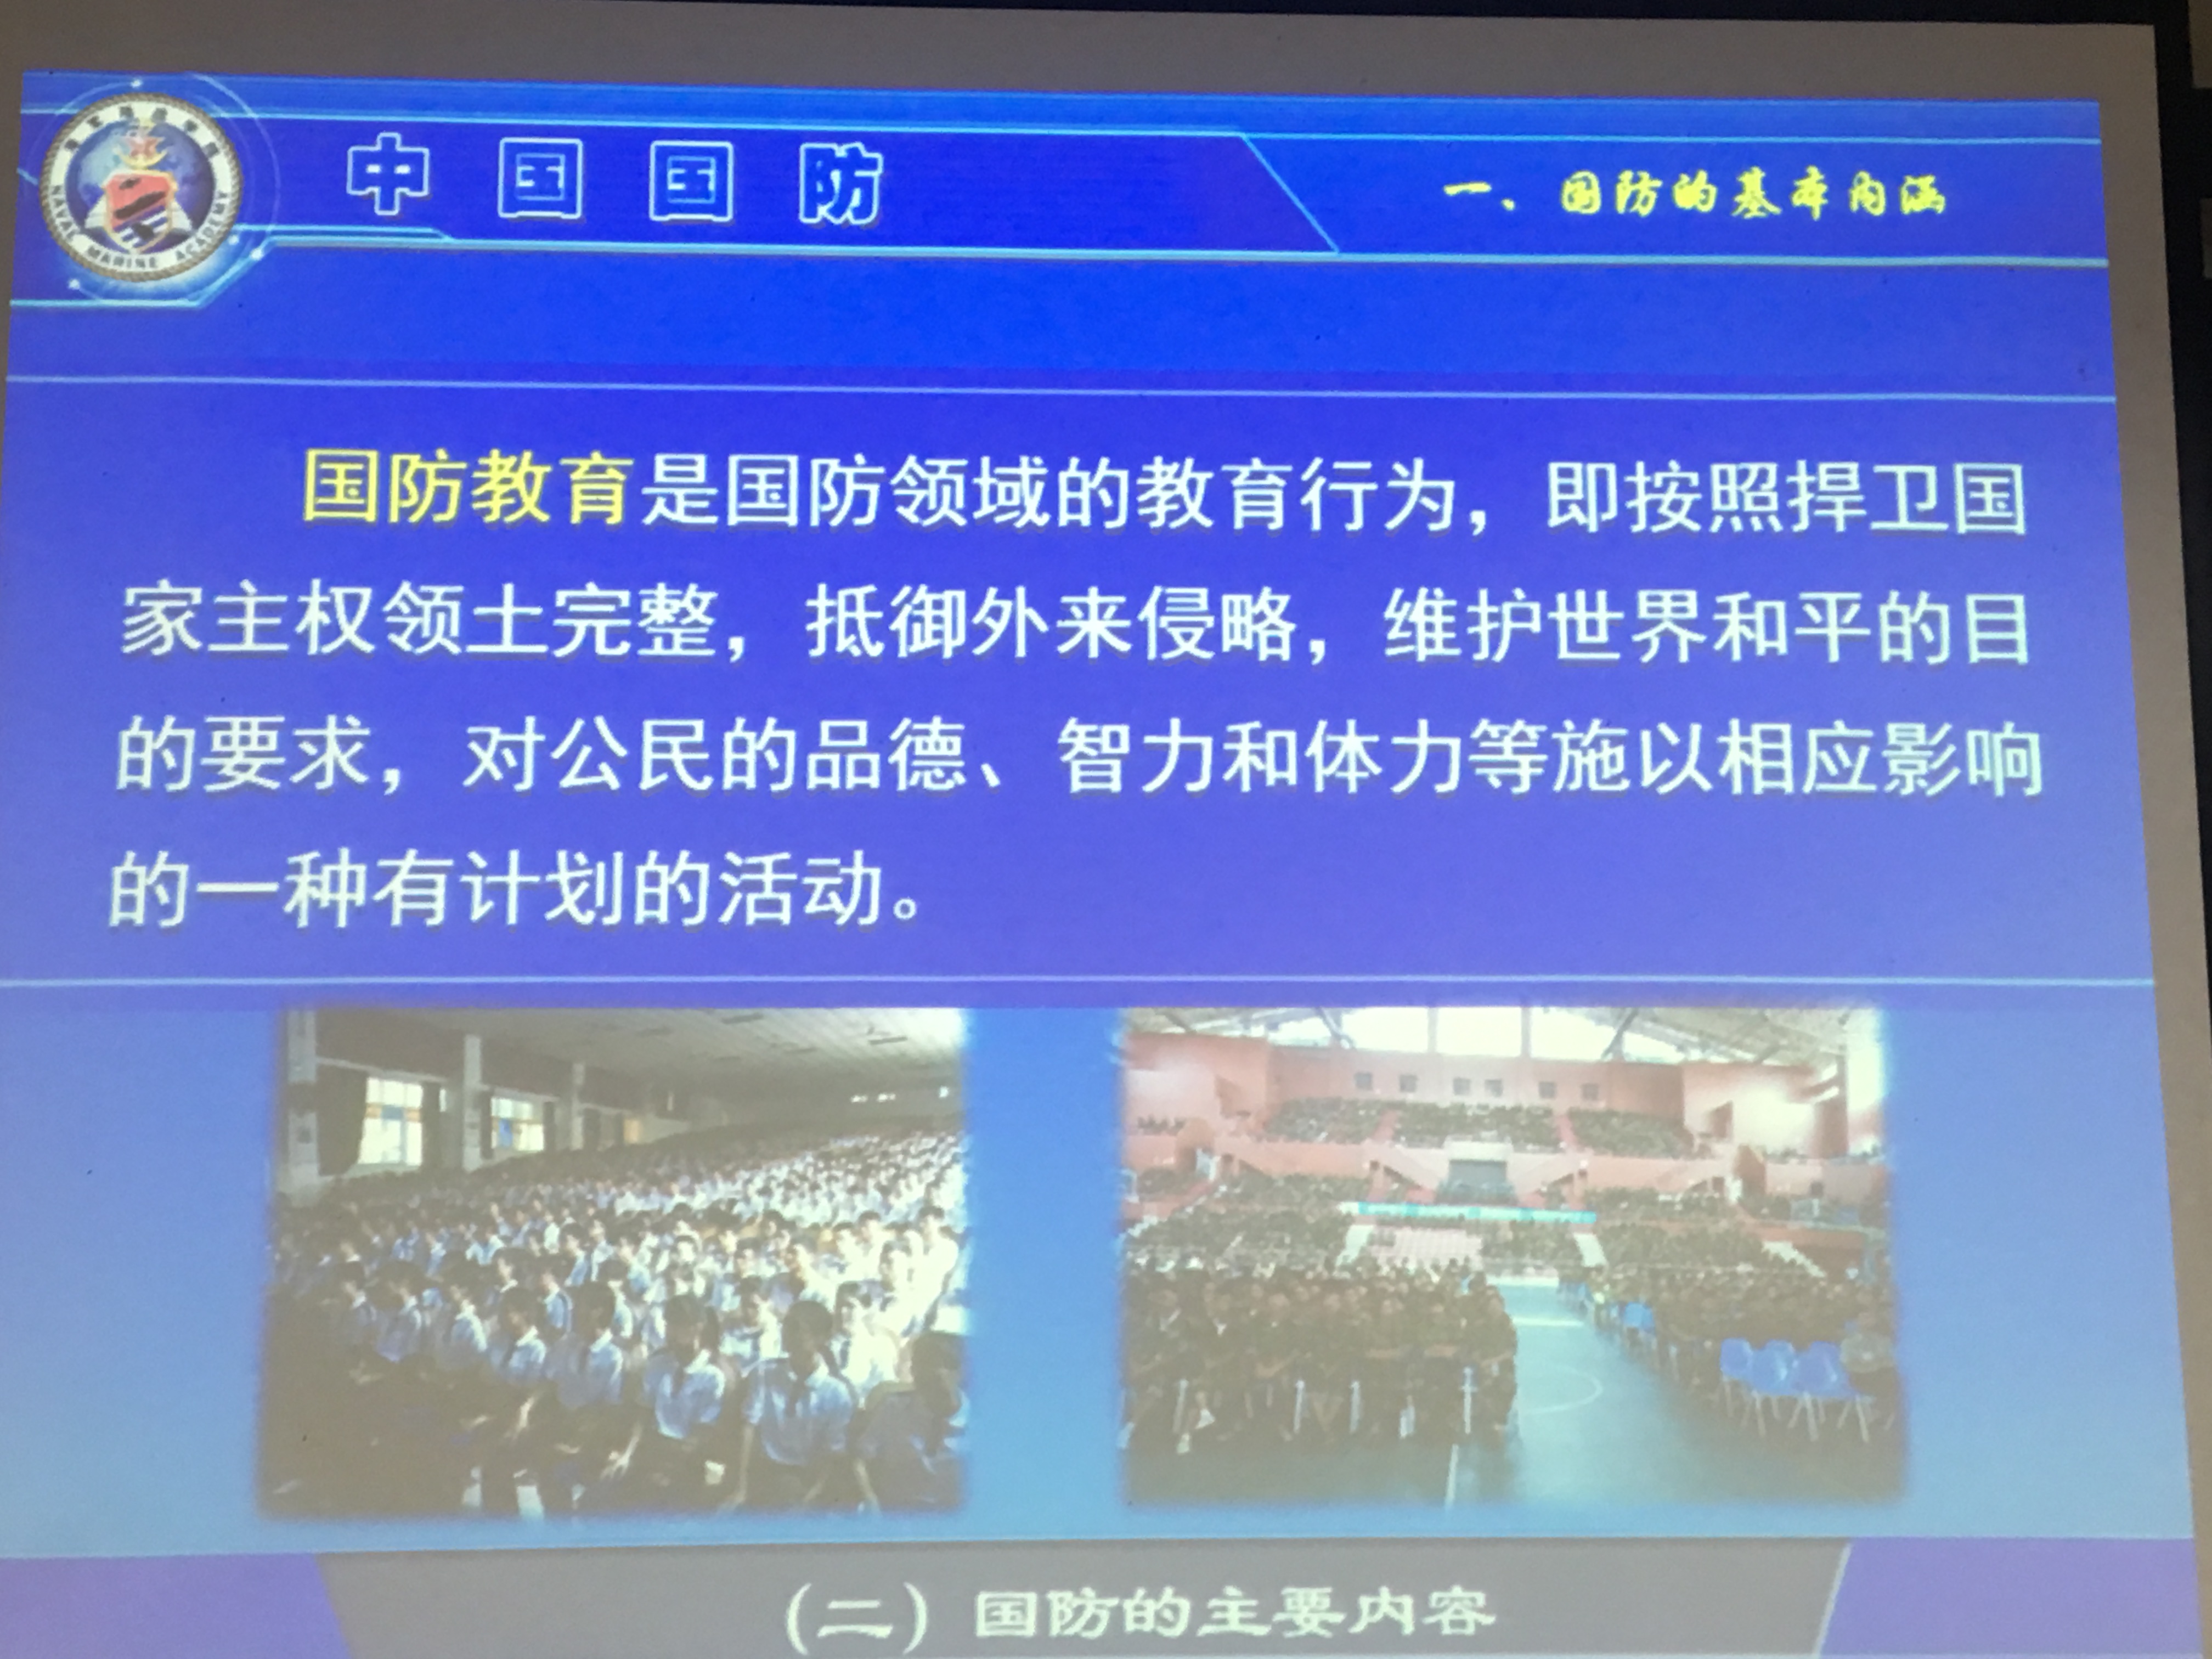 中国国防
一、国防的基本内涵
NAVAL MARINE ACADEMY
国防教育是国防领域的教育行为，即按照捍卫国
家主权领土完整，抵御外来侵略，维护世界和平的目
的要求，对公民的品德、智力和体力等施以相应影响
的一种有计划的活动。
（二）国防的主要内容